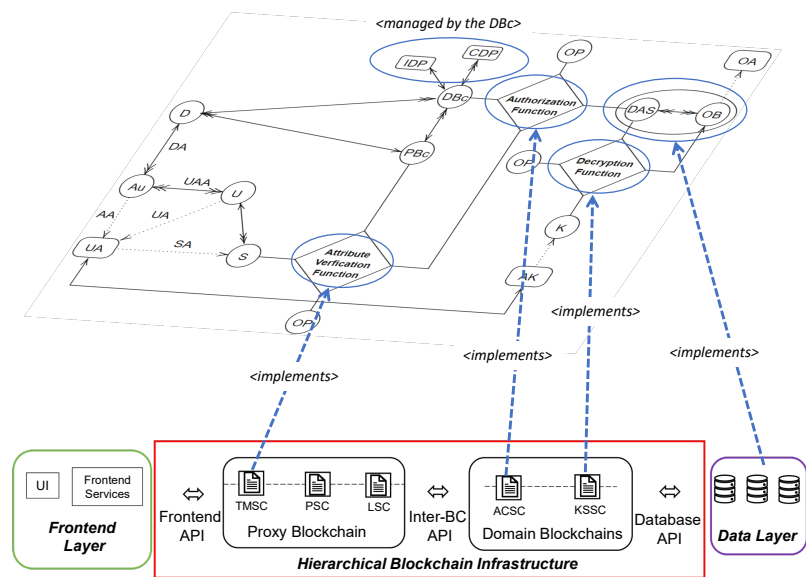 <managed by the DBc>
IDP
CDP
OP
OA
DBc
Authorization
Function
DAS
OB
D
PBc
OP
Decryption
Function
DA
Au
UAA
U
AA
UA
K
UA
SA
S
Attribute
Verfication
Function
AK
OP
<implements>
<implements>
<implements>
<implements>
UI
Frontend
Services
Frontend
Layer
Frontend
API
TMSC
PSC
LSC
Proxy Blockchain
Inter-BC
API
ACSC
KSSC
Domain Blockchains
Database
API
Data Layer
Hierarchical Blockchain Infrastructure